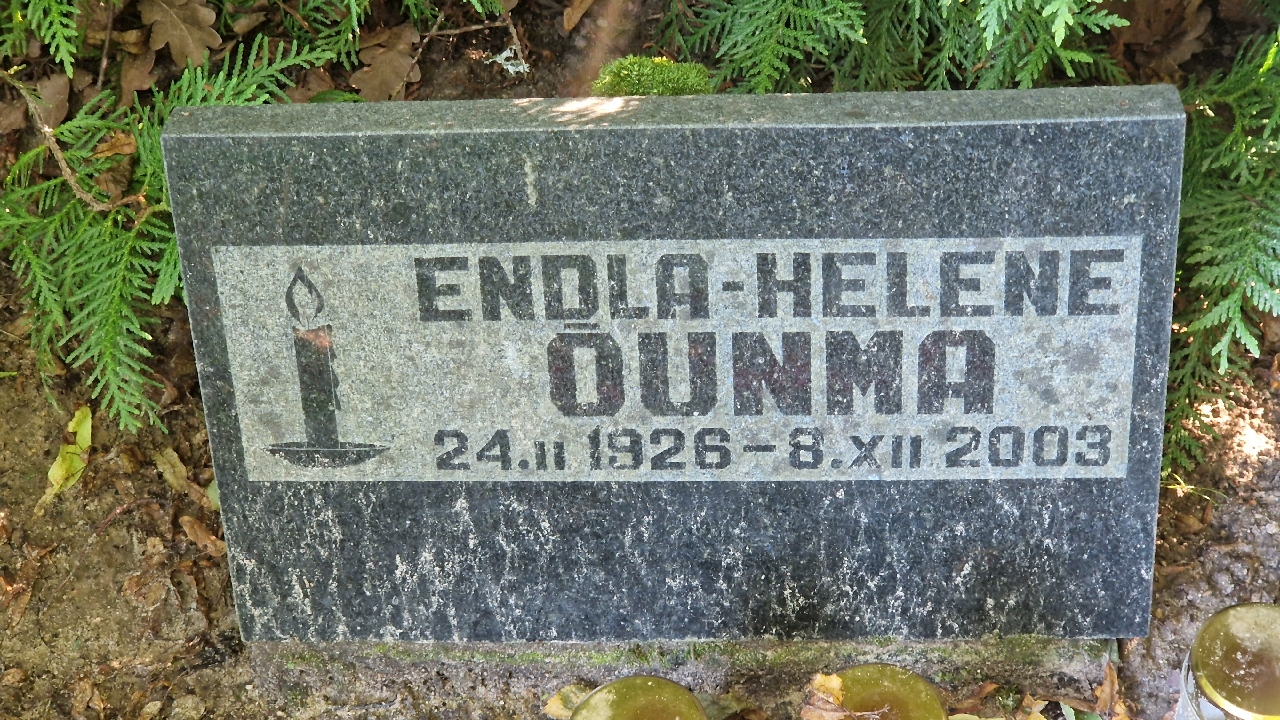 ENDLA-HELENE
ÕUNMA
24.II 1926-8.XII 2003